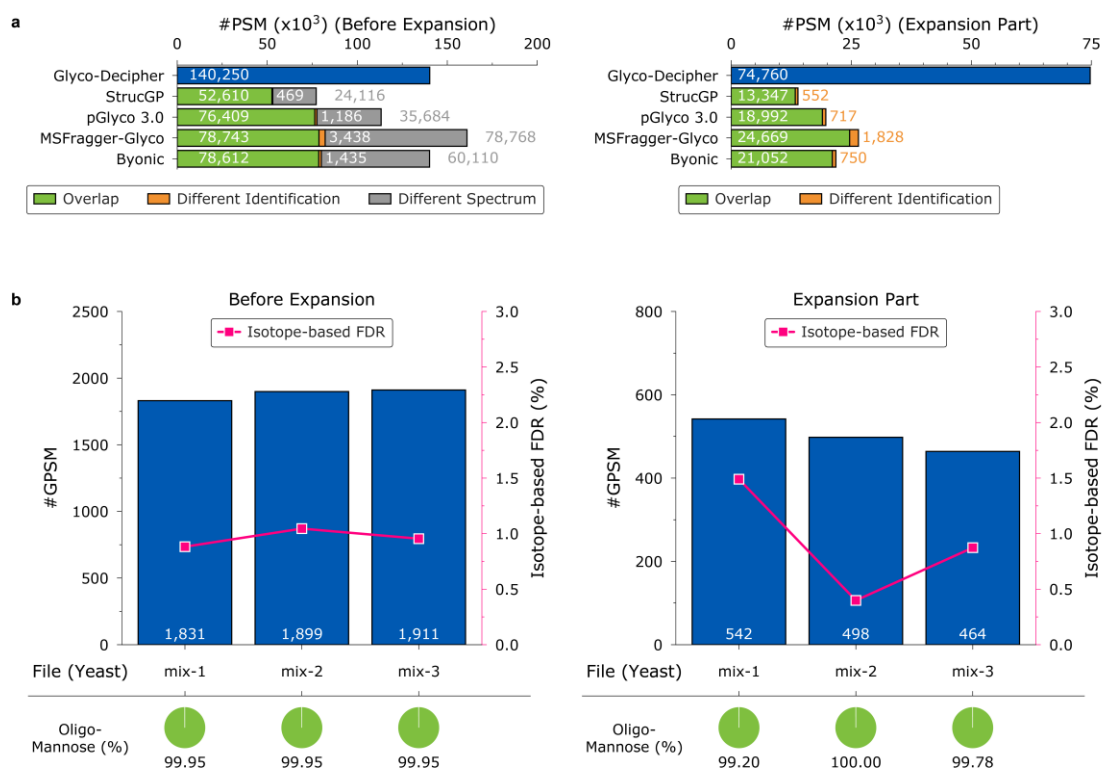 a
#PSM (x10³) (Before Expansion)
0 50 100 150 200
Glyco-Decipher 140,250
StrucGP 52,610 469 24,116
pGlyco 3.0 76,409 1,186 35,684
MSFragger-Glyco 78,743 3,438 78,768
Byonic 78,612 1,435 60,110
Overlap Different Identification Different Spectrum
#PSM (x10³) (Expansion Part)
0 25 50 75
Glyco-Decipher 74,760
StrucGP 13,347 552
pGlyco 3.0 18,992 717
MSFragger-Glyco 24,669 1,828
Byonic 21,052 750
Overlap Different Identification
b
Before Expansion
Isotope-based FDR
#GPSM
2500
2000
1500
1000
500
0
3.0
2.5
2.0
1.5
1.0
0.5
0.0
Isotope-based FDR (%)
1,831 1,899 1,911
File (Yeast) mix-1 mix-2 mix-3
Oligo-
Mannose (%)
99.95 99.95 99.95
Expansion Part
Isotope-based FDR
#GPSM
800
600
400
200
0
3.0
2.5
2.0
1.5
1.0
0.5
0.0
Isotope-based FDR (%)
542 498 464
File (Yeast) mix-1 mix-2 mix-3
Oligo-
Mannose (%)
99.20 100.00 99.78